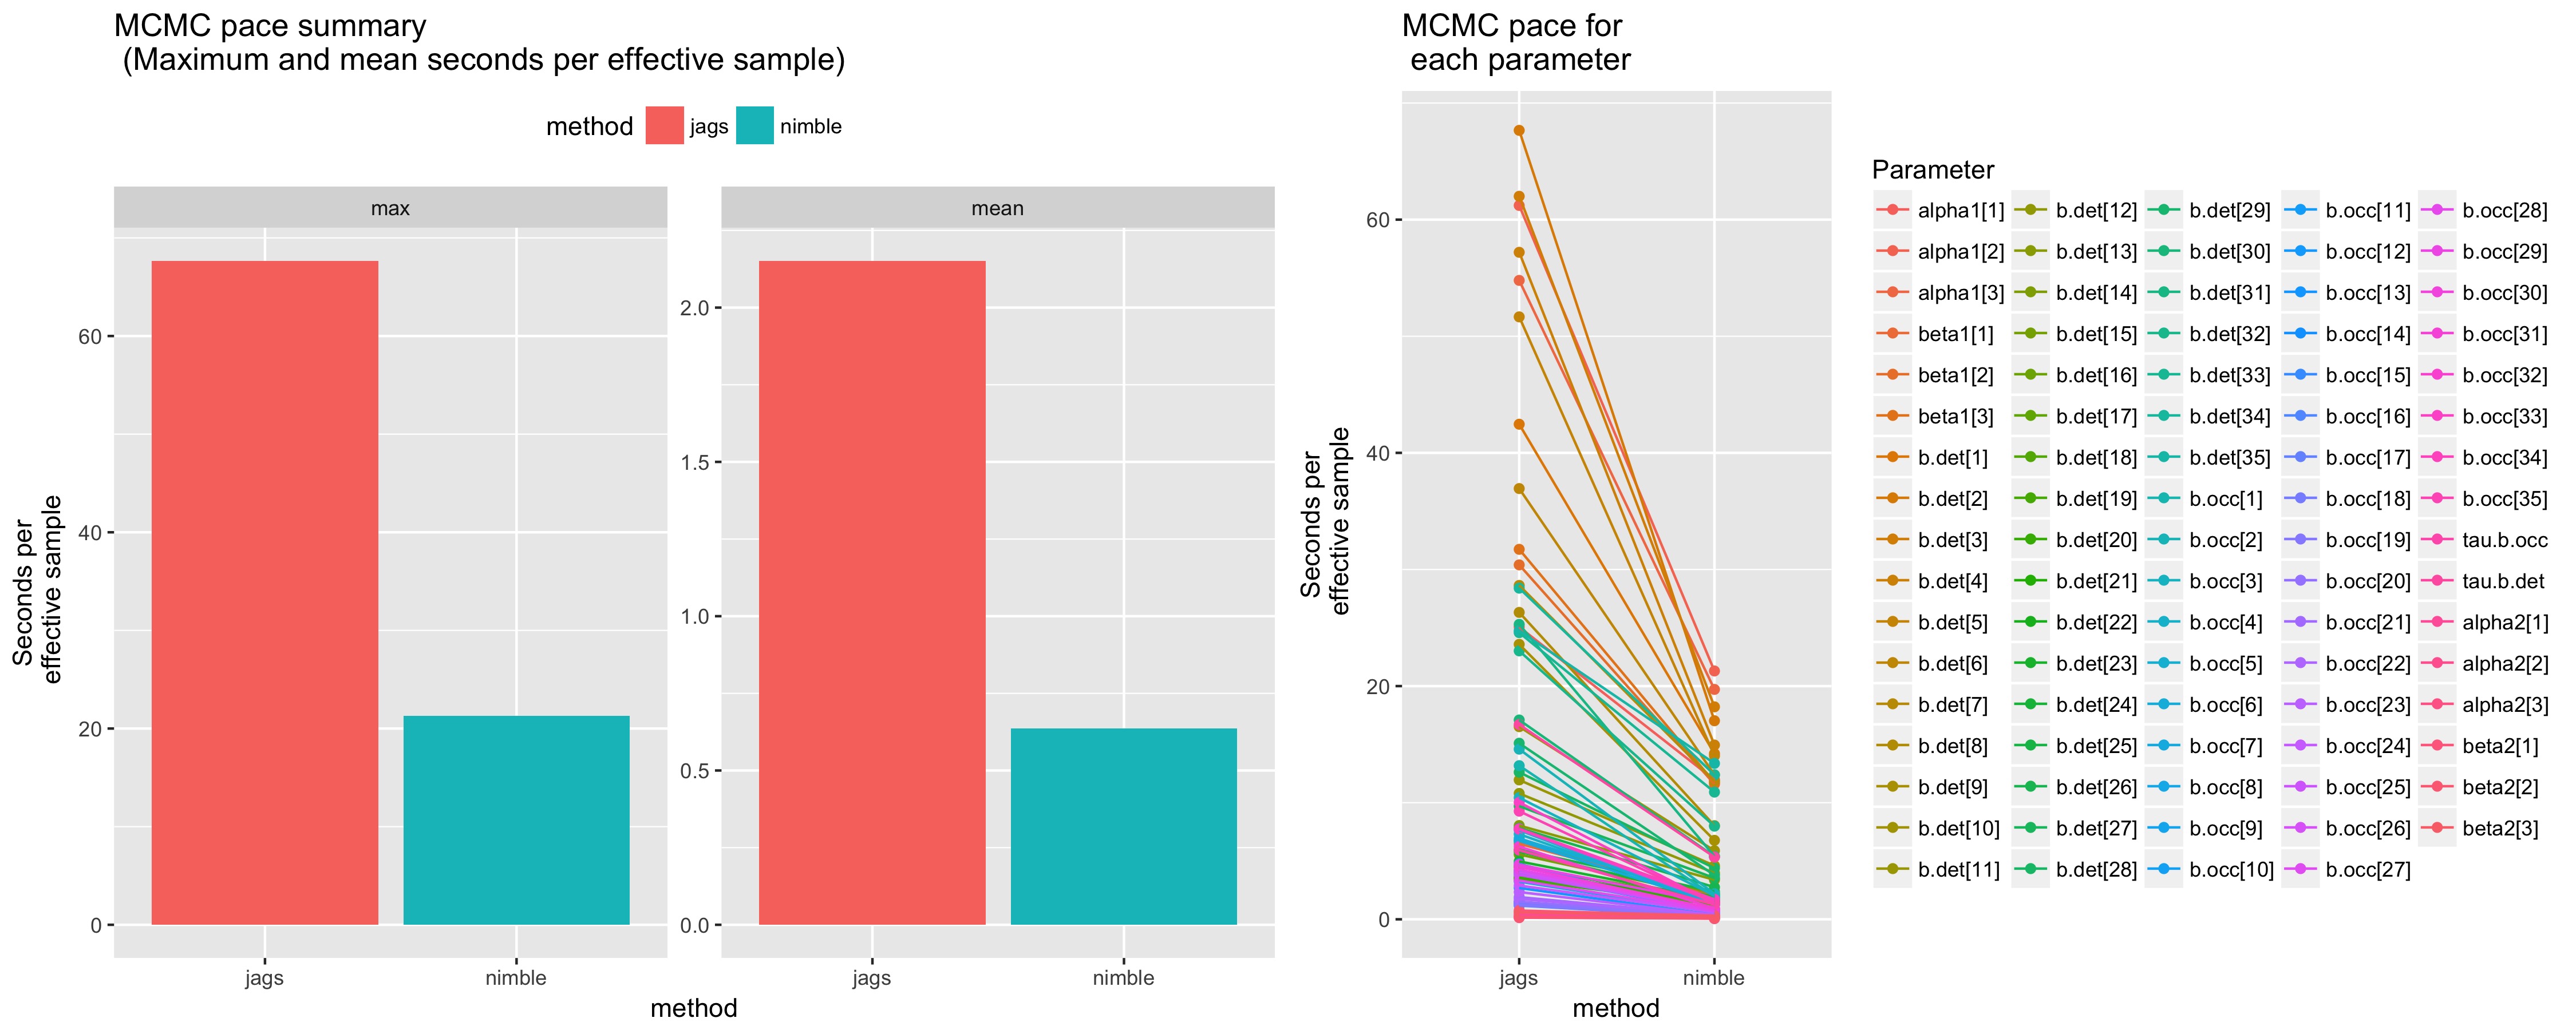 MCMC pace summary
(Maximum and mean seconds per effective sample)
method jags nimble
max
mean
Seconds per
effective sample
60
40
20
0
2.0
1.5
1.0
0.5
0.0
jags
nimble
jags
nimble
method
MCMC pace for
each parameter
Seconds per
effective sample
60
40
20
0
jags
nimble
method
Parameter
alpha1[1] b.det[12] b.det[29] b.occ[11] b.occ[28]
alpha1[2] b.det[13] b.det[30] b.occ[12] b.occ[29]
alpha1[3] b.det[14] b.det[31] b.occ[13] b.occ[30]
beta1[1] b.det[15] b.det[32] b.occ[14] b.occ[31]
beta1[2] b.det[16] b.det[33] b.occ[15] b.occ[32]
beta1[3] b.det[17] b.det[34] b.occ[16] b.occ[33]
b.det[1] b.det[18] b.det[35] b.occ[17] b.occ[34]
b.det[2] b.det[19] b.occ[1] b.occ[18] b.occ[35]
b.det[3] b.det[20] b.occ[2] b.occ[19] tau.b.occ
b.det[4] b.det[21] b.occ[3] b.occ[20] tau.b.det
b.det[5] b.det[22] b.occ[4] b.occ[21] alpha2[1]
b.det[6] b.det[23] b.occ[5] b.occ[22] alpha2[2]
b.det[7] b.det[24] b.occ[6] b.occ[23] alpha2[3]
b.det[8] b.det[25] b.occ[7] b.occ[24] beta2[1]
b.det[9] b.det[26] b.occ[8] b.occ[25] beta2[2]
b.det[10] b.det[27] b.occ[9] b.occ[26] beta2[3]
b.det[11] b.det[28] b.occ[10] b.occ[27]